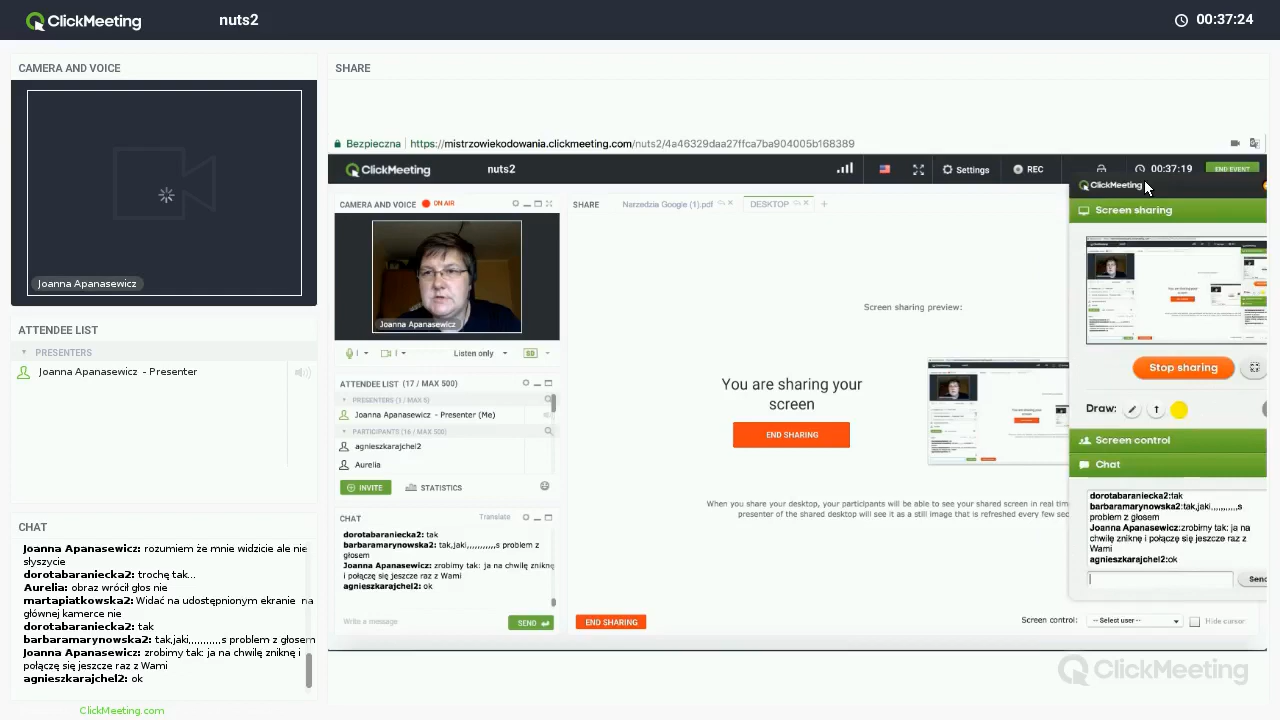 ClickMeeting
nuts2
00:37:24
CAMERA AND VOICE
Joanna Apanasewicz
ATTENDEE LIST
PRESENTERS
Joanna Apanasewicz - Presenter
CHAT
Joanna Apanasewicz: rozumiem że mnie widzicie ale nie
słyszycie
dorotabaraniecka2: trochę tak...
Aurelia: obraz wrócił głos nie
martapiatkowska2: Widać na udostępnionym ekranie na
głównej kamerce nie
dorotabaraniecka2: tak
barbaramarynowska2: tak,jaki,,,,,,,,,,,s problem z głosem
Joanna Apanasewicz: zrobimy tak: ja na chwilę zniknę i
połączę się jeszcze raz z Wami
agnieszkarajchel2: ok
ClickMeeting.com
SHARE
Bezpieczna
https://mistrzowiekodowania.clickmeeting.com/nuts2/4a46329daa27ffca7ba904005b168389
ClickMeeting
nuts2
Settings
REC
00:37:19
END EVENT
CAMERA AND VOICE
ON AIR
Joanna Apanasewicz
Listen only
SD
ATTENDEE LIST (17 / MAX 500)
PRESENTERS (1 / MAX 5)
Joanna Apanasewicz - Presenter (Me)
PARTICIPANTS (16 / MAX 500)
agnieszkarajchel2
Aurelia
INVITE
STATISTICS
CHAT
Translate
dorotabaraniecka2: tak
barbaramarynowska2: tak,jaki,,,,,,,,,,,s problem z
głosem
Joanna Apanasewicz: zrobimy tak: ja na chwilę zniknę
i połączę się jeszcze raz z Wami
agnieszkarajchel2: ok
Write a message
SEND
SHARE
Narzedzia Google (1).pdf
DESKTOP
+
Screen sharing preview:
You are sharing your
screen
END SHARING
When you share your desktop, your participants will be able to see your shared screen in real tim
presenter of the shared desktop will see it as a still image that is refreshed every few sec
END SHARING
Screen control:
-- Select user --
Hide cursor
ClickMeeting
Screen sharing
Stop sharing
Draw:
Screen control
Chat
dorotabaraniecka2:tak
barbaramarynowska2:tak,jaki,,,,,,,,,,,s
problem z głosem
Joanna Apanasewicz:zrobimy tak: ja na
chwilę zniknę i połączę się jeszcze raz z
Wami
agnieszkarajchel2:ok
Send
ClickMeeting